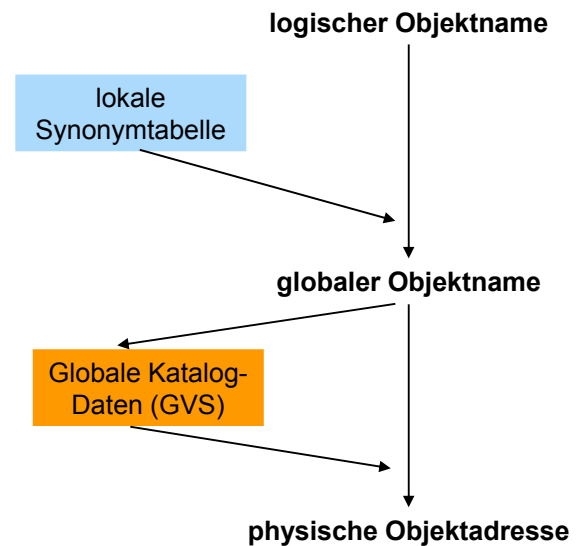 logischer Objektname
lokale
Synonymtabelle
globaler Objektname
Globale Katalog-
Daten (GVS)
physische Objektadresse